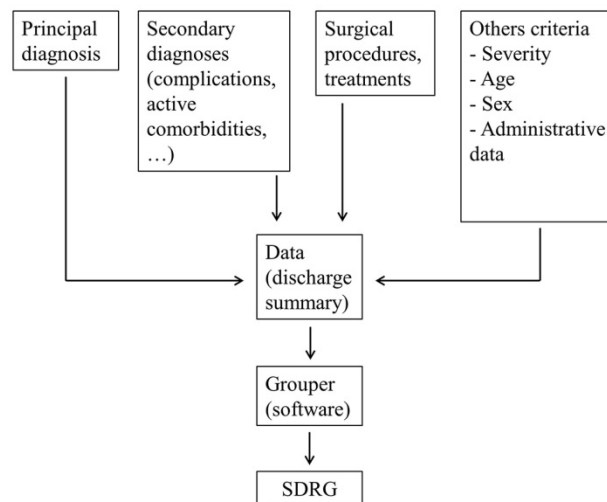 Principal
diagnosis
Secondary
diagnoses
(complications,
active
comorbidities,
…)
Surgical
procedures,
treatments
Others criteria
- Severity
- Age
- Sex
- Administrative
data
Data
(discharge
summary)
Grouper
(software)
SDRG